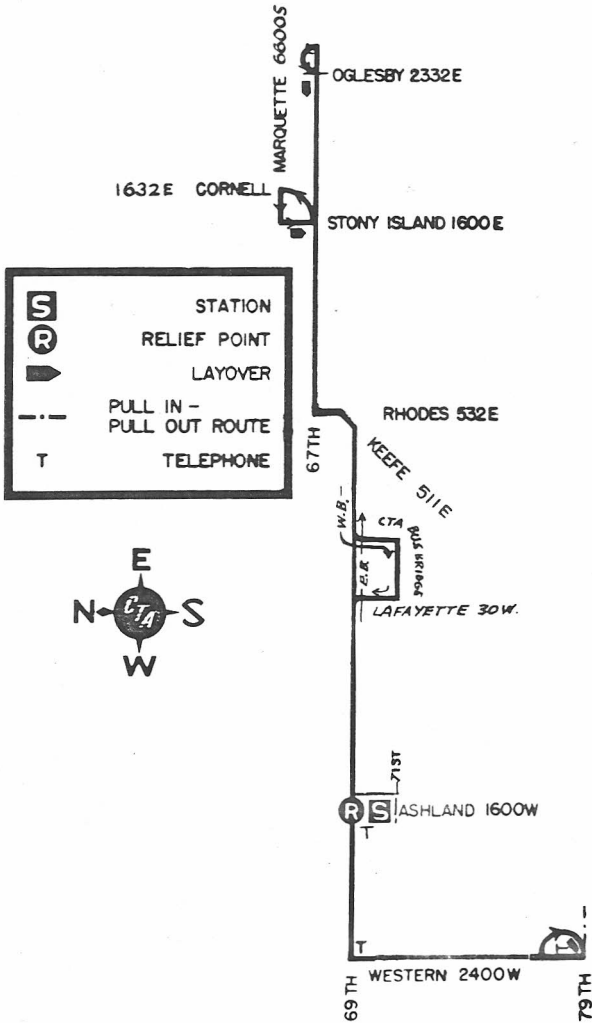 MARQUETTE 6600S
OGLESBY 2332E
1632E CORNELL
STONY ISLAND 1600E
S STATION
R RELIEF POINT
LAYOVER
PULL IN -
PULL OUT ROUTE
T TELEPHONE
67TH
RHODES 532E
KEEFE 511E
W.B.
CTA
BUS BRIDGE
E.B.
LAFAYETTE 30W.
E
N CTA S
W
71ST
R S ASHLAND 1600W
T
T
T
WESTERN 2400W
69TH
79TH